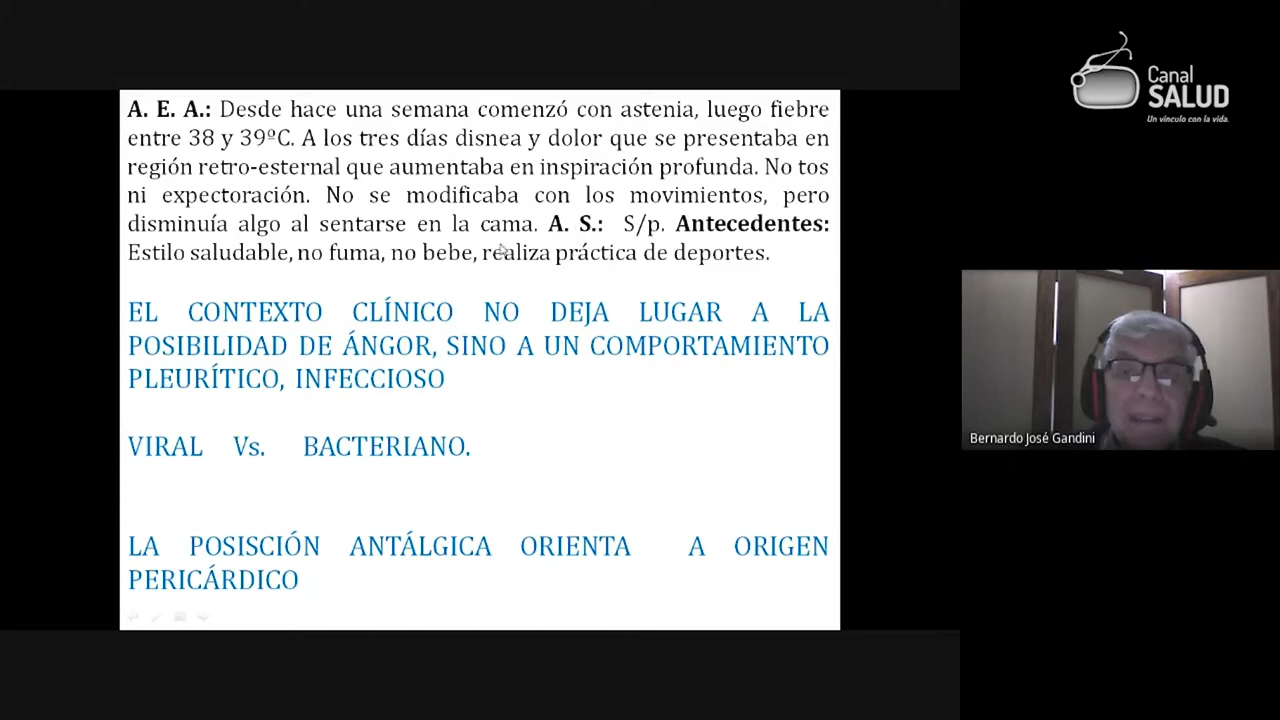 A. E. A.: Desde hace una semana comenzó con astenia, luego fiebre
entre 38 y 39ºC. A los tres días disnea y dolor que se presentaba en
región retro-esternal que aumentaba en inspiración profunda. No tos
ni expectoración. No se modificaba con los movimientos, pero
disminuía algo al sentarse en la cama. A. S.: S/p. Antecedentes:
Estilo saludable, no fuma, no bebe, realiza práctica de deportes.
EL CONTEXTO CLÍNICO NO DEJA LUGAR A LA
POSIBILIDAD DE ÁNGOR, SINO A UN COMPORTAMIENTO
PLEURÍTICO, INFECCIOSO
VIRAL Vs. BACTERIANO.
LA POSISCIÓN ANTÁLGICA ORIENTA A ORIGEN
PERICÁRDICO
Canal
SALUD
Un vínculo con la vida.
Bernardo José Gandini